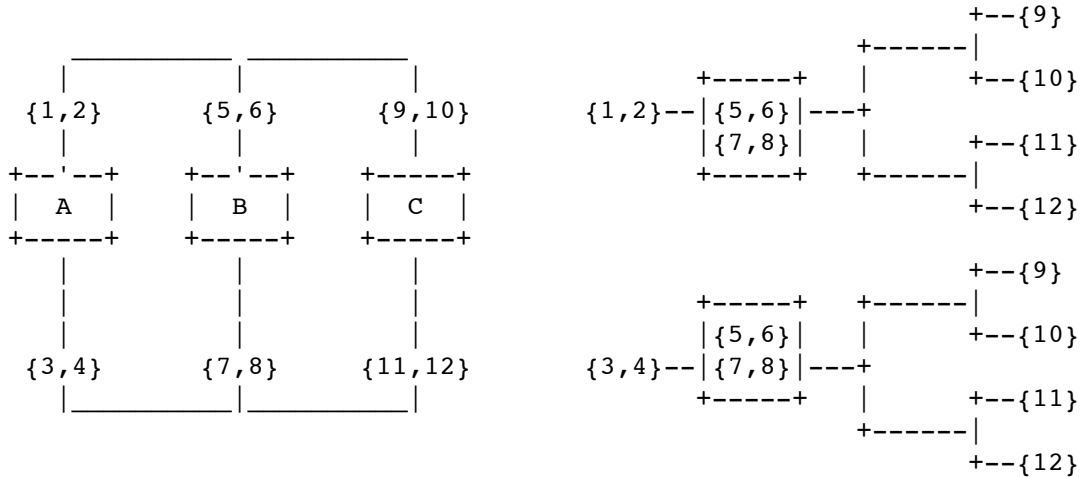 {9}
{10}
{1,2} {5,6} {9,10} {1,2} {5,6}
{7,8} {11}
A B C {12}
{9}
{5,6} {10}
{3,4} {7,8} {11,12} {3,4} {7,8}
{11}
{12}